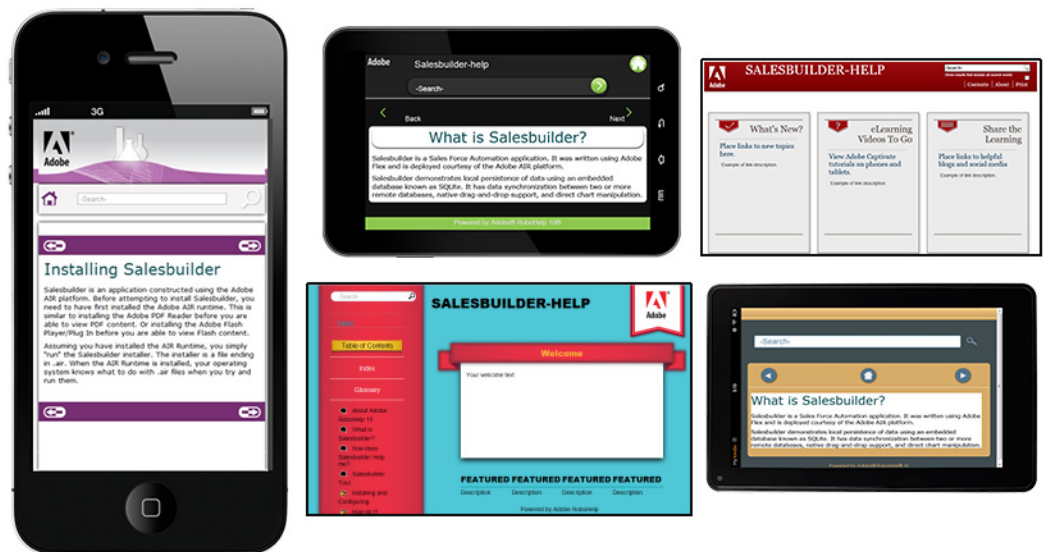 3G
Adobe
-Search-
Installing Salesbuilder
Salesbuilder is an application constructed using the Adobe
AIR platform. Before attempting to install Salesbuilder, you
need to have first installed the Adobe AIR runtime. This is
similar to installing the Adobe PDF Reader before you are
able to view PDF content. Or installing the Adobe Flash
Player/Plug In before you are able to view Flash content.
Assuming you have installed the AIR Runtime, you simply
"run" the Salesbuilder installer. The installer is a file ending
in .air. When the AIR Runtime is installed, your operating
system knows what to do with .air files when you try and
run them.
Adobe
Salesbuilder-help
-Search-
Back
Next
What is Salesbuilder?
Salesbuilder is a Sales Force Automation application. It was written using Adobe
Flex and is deployed courtesy of the Adobe AIR platform.
Salesbuilder demonstrates local persistence of data using an embedded
database known as SQLite. It has data synchronization between two or more
remote databases, native drag-and-drop support, and direct chart manipulation.
Powered by Adobe® RoboHelp 10®
Adobe
SALESBUILDER-HELP
-Search-
Contents | About | Print
What's New?
Place links to new topics
here.
Example of link description.
eLearning
Videos To Go
View Adobe Captivate
tutorials on phones and
tablets.
Example of link description.
Share the
Learning
Place links to helpful
blogs and social media
Example of link description.
Search
Table of Contents
Index
Glossary
About Adobe
RoboHelp 10
What is
Salesbuilder?
How does
Salesbuilder Help
me?
Salesbuilder
Tour
Installing and
Configuring
How do I?
SALESBUILDER-HELP
Adobe
Welcome
Your welcome text
FEATURED FEATURED FEATURED FEATURED
Description Description Description Description
Powered by Adobe RoboHelp
-Search-
What is Salesbuilder?
Salesbuilder is a Sales Force Automation application. It was written using Adobe
Flex and is deployed courtesy of the Adobe AIR platform.
Salesbuilder demonstrates local persistence of data using an embedded
database known as SQLite. It has data synchronization between two or more
remote databases, native drag-and-drop support, and direct chart manipulation.
Powered by Adobe® RoboHelp® 10